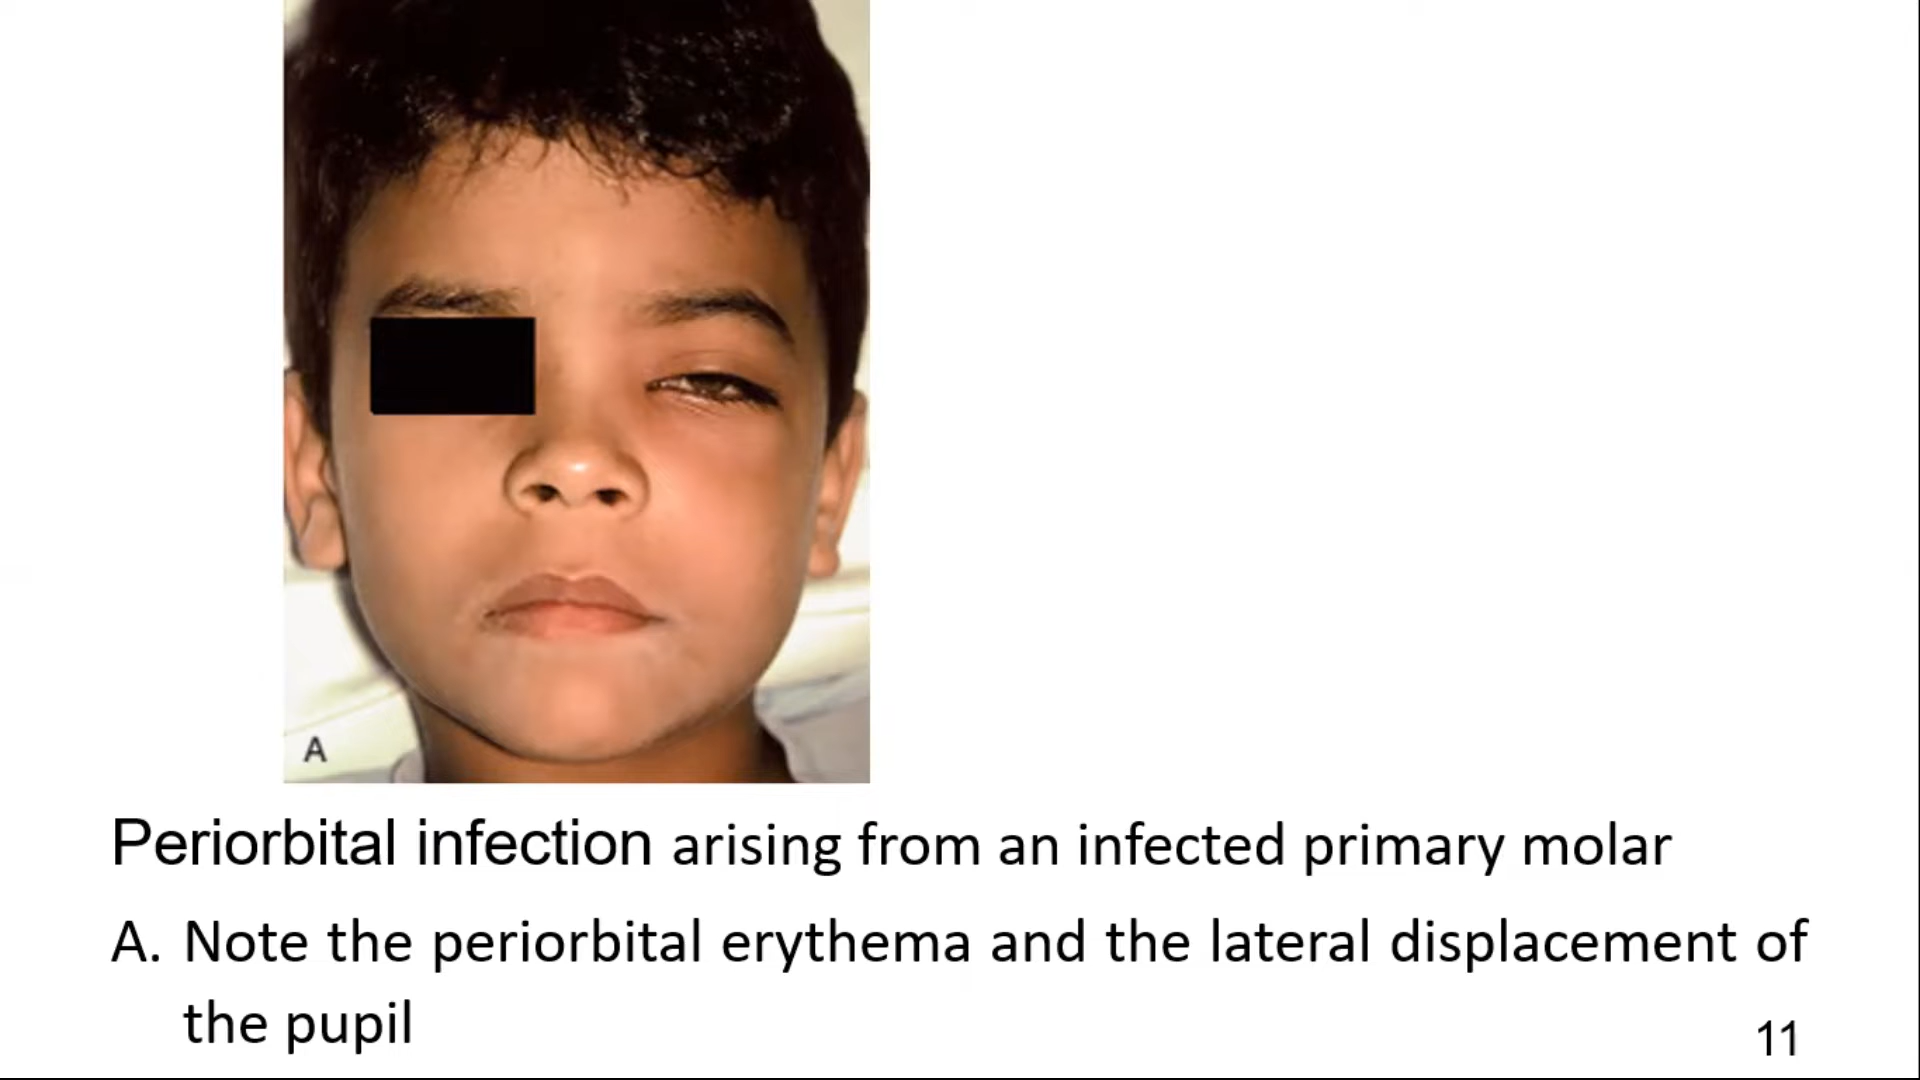 A
Periorbital infection arising from an infected primary molar
A. Note the periorbital erythema and the lateral displacement of
the pupil
11